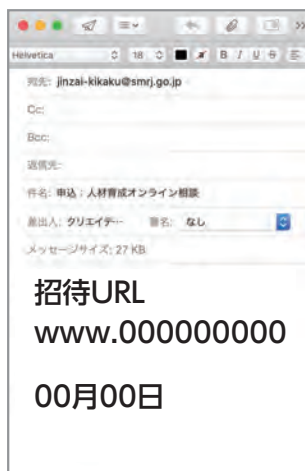 Helvetica 18 B I U S
宛先: jinzai-kikaku@smrj.go.jp
Cc:
Bcc:
返信先:
件名: 申込：人材育成オンライン相談
差出人: クリエイテ… 署名: なし
メッセージサイズ: 27 KB
招待URL
www.000000000
00月00日